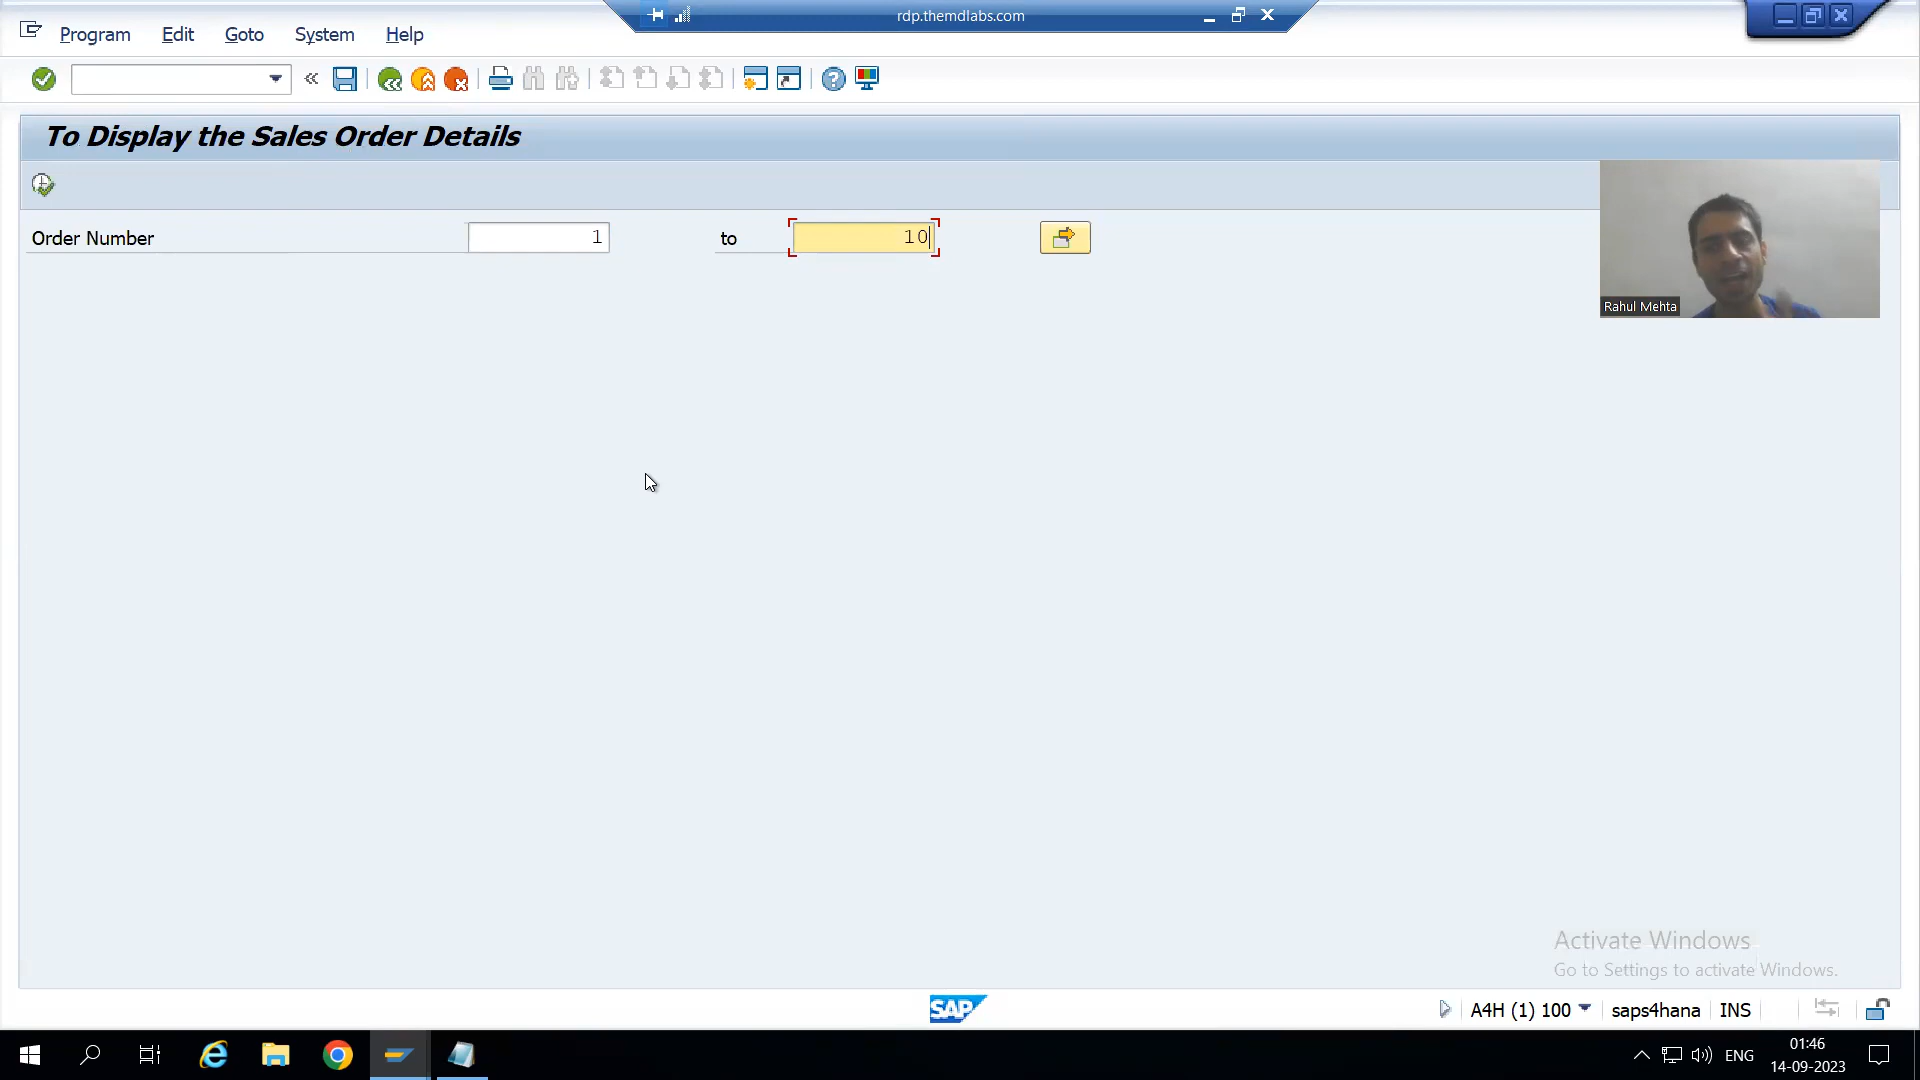 rdp.themdlabs.com
Program Edit Goto System Help
To Display the Sales Order Details
Order Number 1 to 10
Rahul Mehta
Activate Windows
Go to Settings to activate Windows.
SAP
A4H (1) 100 saps4hana INS
ENG
01:46
14-09-2023